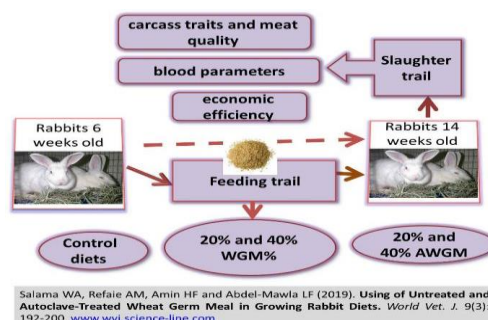 carcass traits and meat
quality
blood parameters
economic
efficiency
Slaughter
trail
Rabbits 6
weeks old
Rabbits 14
weeks old
Feeding trail
Control
diets
20% and 40%
WGM%
20% and
40% AWGM
Salama WA, Refaie AM, Amin HF and Abdel-Mawla LF (2019). Using of Untreated and
Autoclave-Treated Wheat Germ Meal in Growing Rabbit Diets. World Vet. J. 9(3):
192-200. www.wvj.science-line.com